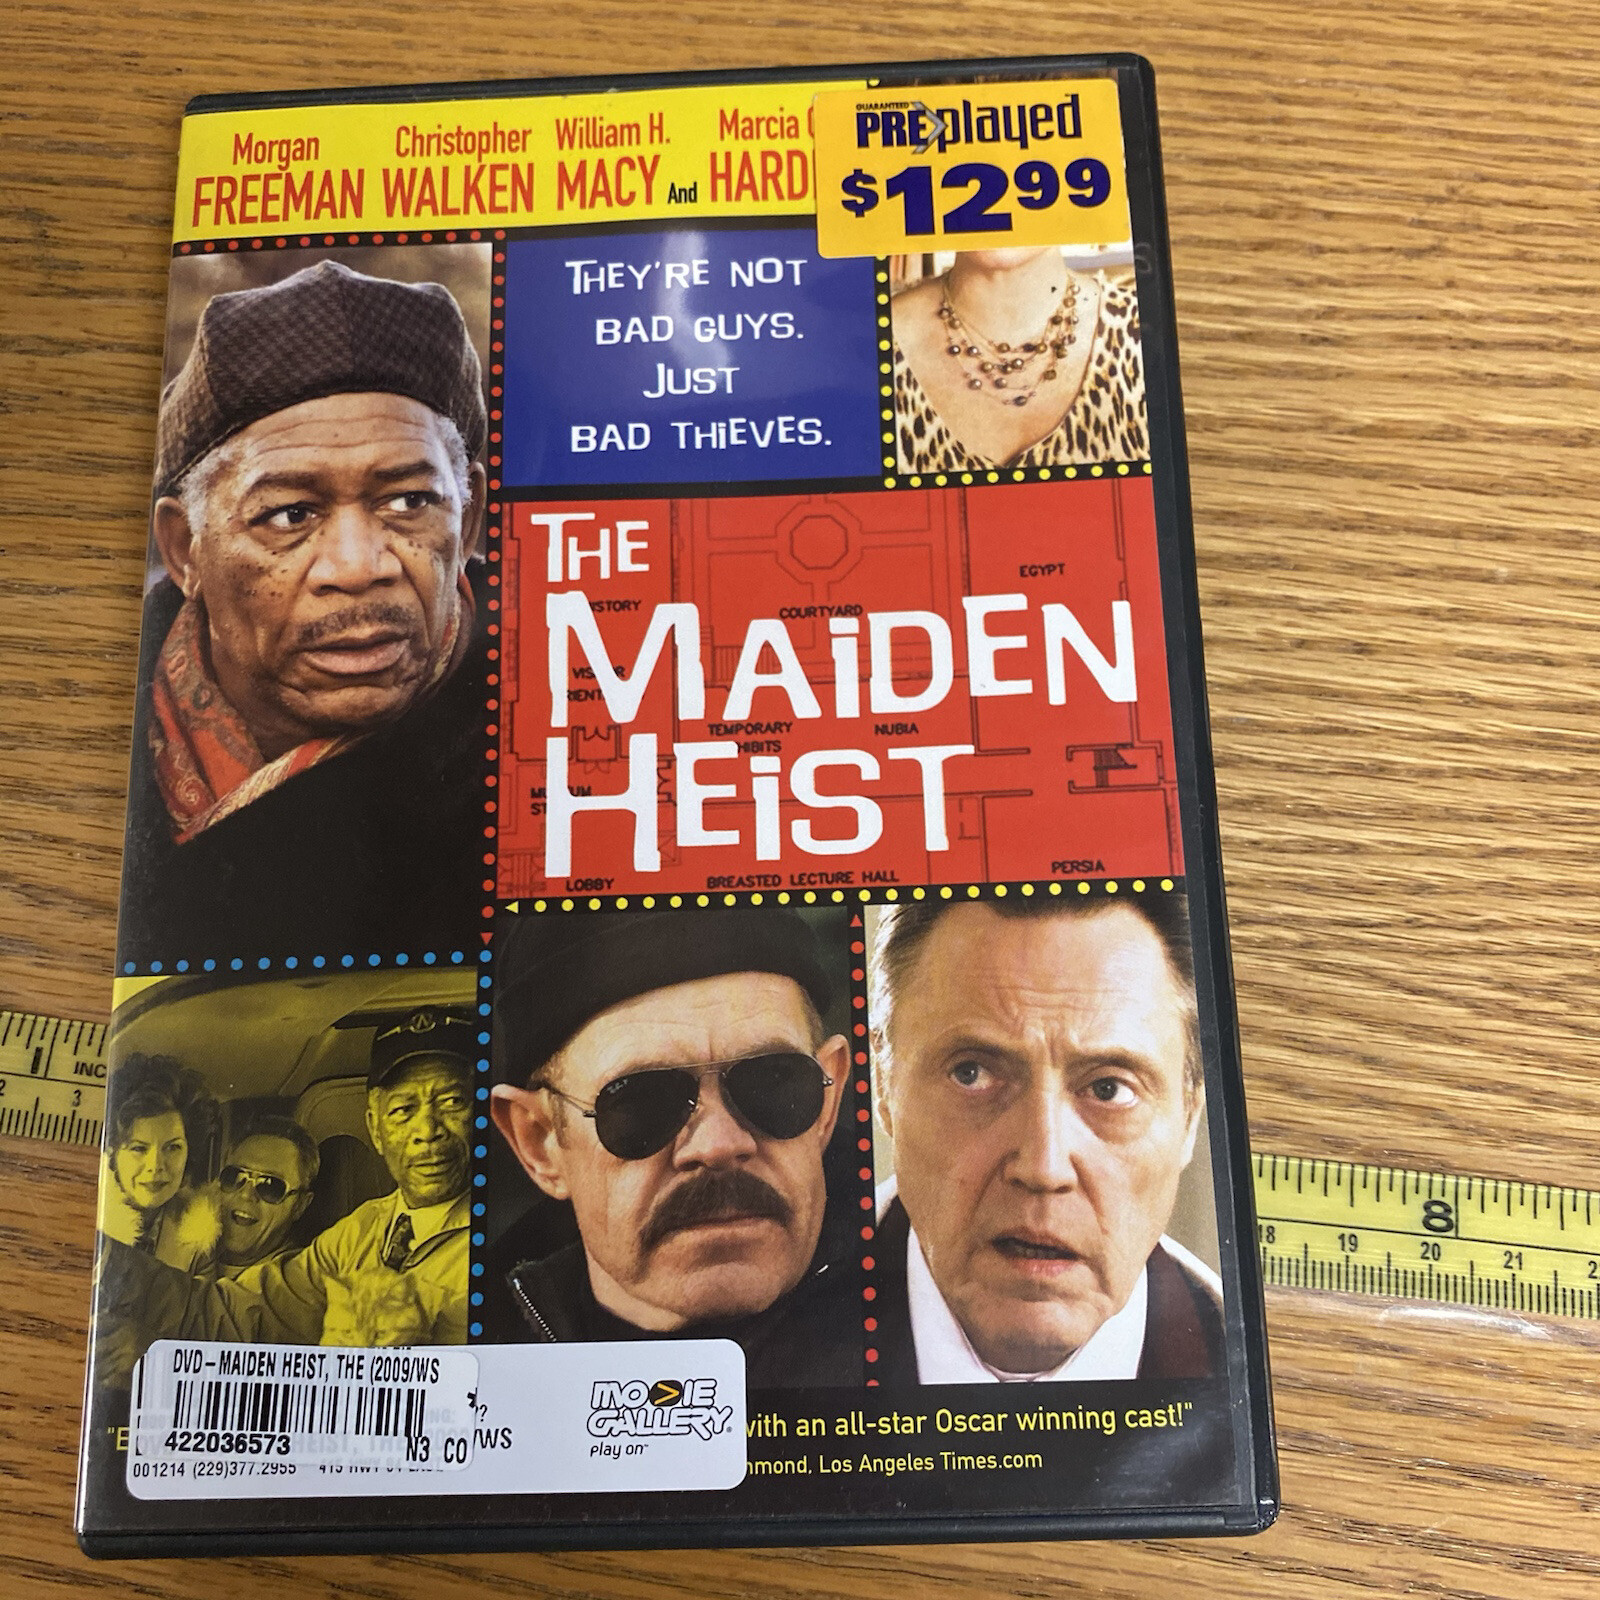 Morgan Christopher William H. Marcia
FREEMAN WALKEN MACY And HARD
GUARANTEED
PREplayed
$12.99
THEY'RE NOT
BAD GUYS.
JUST
BAD THIEVES.
THE
MAIDEN
HEIST
EGYPT
COURTYARD
TEMPORARY
NUBIA
LOBBY
BREASTED LECTURE HALL
PERSIA
INC
2 3
8
18 19 20 21
DVD-MAIDEN HEIST, THE (2009/WS
422036573
N3 CO
/WS
001214 (229)377.2955
MOVIE
GALLERY
play on
with an all-star Oscar winning cast!"
mmond, Los Angeles Times.com